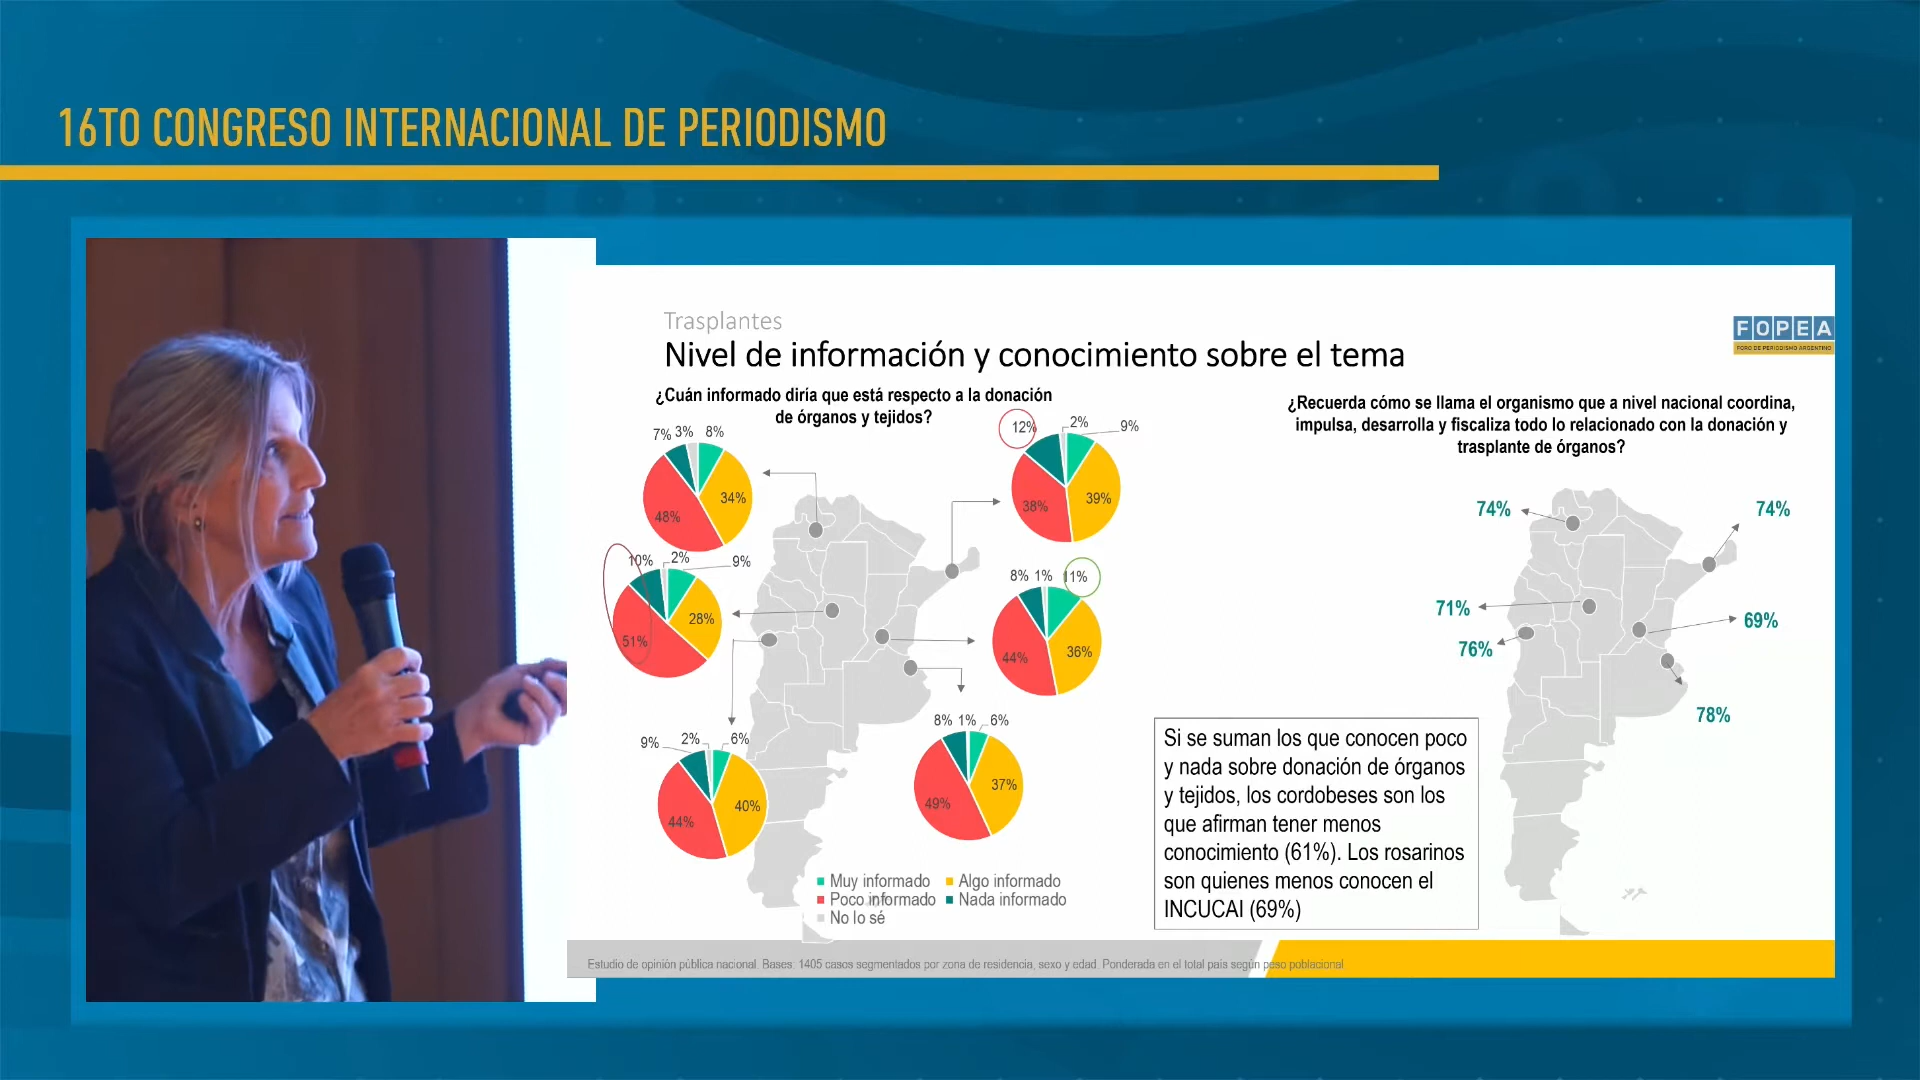 16TO CONGRESO INTERNACIONAL DE PERIODISMO
Trasplantes
Nivel de información y conocimiento sobre el tema
FOPEA
FORO DE PERIODISMO ARGENTINO
¿Cuán informado diría que está respecto a la donación
de órganos y tejidos?
7% 3% 8%
34%
48%
12% 2% 9%
39%
38%
10% 2% 9%
28%
51%
8% 1% 11%
36%
44%
9% 2% 6%
40%
44%
8% 1% 6%
37%
49%
Muy informado Algo informado
Poco informado Nada informado
No lo sé
¿Recuerda cómo se llama el organismo que a nivel nacional coordina,
impulsa, desarrolla y fiscaliza todo lo relacionado con la donación y
trasplante de órganos?
74%
74%
71%
69%
76%
78%
Si se suman los que conocen poco
y nada sobre donación de órganos
y tejidos, los cordobeses son los
que afirman tener menos
conocimiento (61%). Los rosarinos
son quienes menos conocen el
INCUCAI (69%)
Estudio de opinión pública nacional. Bases: 1405 casos segmentados por zona de residencia, sexo y edad. Ponderada en el total país según peso poblacional